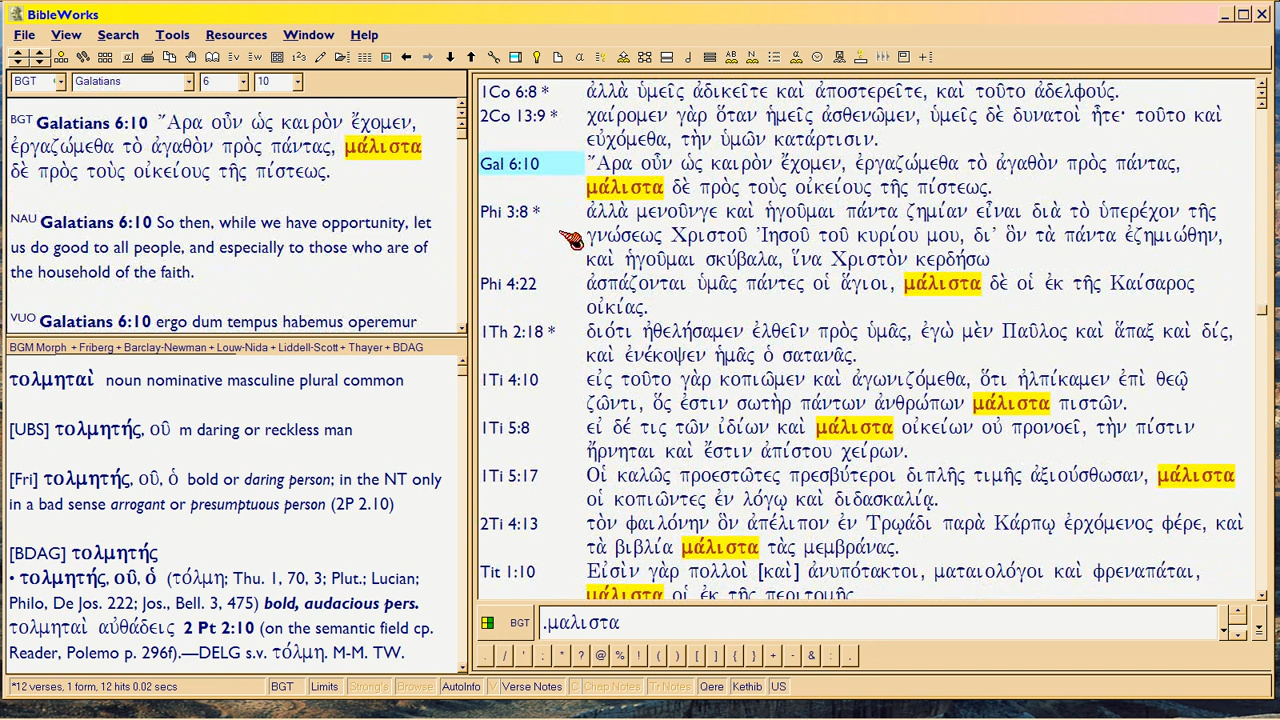 BibleWorks
File View Search Tools Resources Window Help
BGT Galatians 6 10
BGT Galatians 6:10 Ἄρα οὖν ὡς καιρὸν ἔχομεν,
ἐργαζώμεθα τὸ ἀγαθὸν πρὸς πάντας, μάλιστα
δὲ πρὸς τοὺς οἰκείους τῆς πίστεως.
NAU Galatians 6:10 So then, while we have opportunity, let
us do good to all people, and especially to those who are of
the household of the faith.
VUO Galatians 6:10 ergo dum tempus habemus operemur
BGM Morph + Friberg + Barclay-Newman + Louw-Nida + Liddell-Scott + Thayer + BDAG
τολμηταὶ noun nominative masculine plural common
[UBS] τολμητής, οῦ m daring or reckless man
[Fri] τολμητής, οῦ, ὁ bold or daring person; in the NT only
in a bad sense arrogant or presumptuous person (2P 2.10)
[BDAG] τολμητής
• τολμητής, οῦ, ὁ (τόλμη; Thu. 1, 70, 3; Plut.; Lucian;
Philo, De Jos. 222; Jos., Bell. 3, 475) bold, audacious pers.
τολμηταὶ αὐθάδεις 2 Pt 2:10 (on the semantic field cp.
Reader, Polemo p. 296f).—DELG s.v. τόλμη. M-M. TW.
1Co 6:8 * ἀλλὰ ὑμεῖς ἀδικεῖτε καὶ ἀποστερεῖτε, καὶ τοῦτο ἀδελφούς.
2Co 13:9 * χαίρομεν γὰρ ὅταν ἡμεῖς ἀσθενῶμεν, ὑμεῖς δὲ δυνατοὶ ἦτε· τοῦτο καὶ
εὐχόμεθα, τὴν ὑμῶν κατάρτισιν.
Gal 6:10 Ἄρα οὖν ὡς καιρὸν ἔχομεν, ἐργαζώμεθα τὸ ἀγαθὸν πρὸς πάντας,
μάλιστα δὲ πρὸς τοὺς οἰκείους τῆς πίστεως.
Phi 3:8 * ἀλλὰ μενοῦνγε καὶ ἡγοῦμαι πάντα ζημίαν εἶναι διὰ τὸ ὑπερέχον τῆς
γνώσεως Χριστοῦ Ἰησοῦ τοῦ κυρίου μου, δι’ ὃν τὰ πάντα ἐζημιώθην,
καὶ ἡγοῦμαι σκύβαλα, ἵνα Χριστὸν κερδήσω
Phi 4:22 ἀσπάζονται ὑμᾶς πάντες οἱ ἅγιοι, μάλιστα δὲ οἱ ἐκ τῆς Καίσαρος
οἰκίας.
1Th 2:18 * διότι ἠθελήσαμεν ἐλθεῖν πρὸς ὑμᾶς, ἐγὼ μὲν Παῦλος καὶ ἅπαξ καὶ δίς,
καὶ ἐνέκοψεν ἡμᾶς ὁ σατανᾶς.
1Ti 4:10 εἰς τοῦτο γὰρ κοπιῶμεν καὶ ἀγωνιζόμεθα, ὅτι ἠλπίκαμεν ἐπὶ θεῷ
ζῶντι, ὅς ἐστιν σωτὴρ πάντων ἀνθρώπων μάλιστα πιστῶν.
1Ti 5:8 εἰ δέ τις τῶν ἰδίων καὶ μάλιστα οἰκείων οὐ προνοεῖ, τὴν πίστιν
ἤρνηται καὶ ἔστιν ἀπίστου χείρων.
1Ti 5:17 Οἱ καλῶς προεστῶτες πρεσβύτεροι διπλῆς τιμῆς ἀξιούσθωσαν, μάλιστα
οἱ κοπιῶντες ἐν λόγῳ καὶ διδασκαλίᾳ.
2Ti 4:13 τὸν φαιλόνην ὃν ἀπέλιπον ἐν Τρῳάδι παρὰ Κάρπῳ ἐρχόμενος φέρε, καὶ
τὰ βιβλία μάλιστα τὰς μεμβράνας.
Tit 1:10 Εἰσὶν γὰρ πολλοὶ [καὶ] ἀνυπότακτοι, ματαιολόγοι καὶ φρεναπάται,
μάλιστα οἱ ἐκ τῆς περιτομῆς
BGT .μαλιστα
. / ' ; * ? @ % ! ( ) [ ] { } + - & : .
*12 verses, 1 form, 12 hits 0.02 secs BGT Limits Strong's Browse AutoInfo V Verse Notes C Chap Notes Tr Notes Qere Kethib US